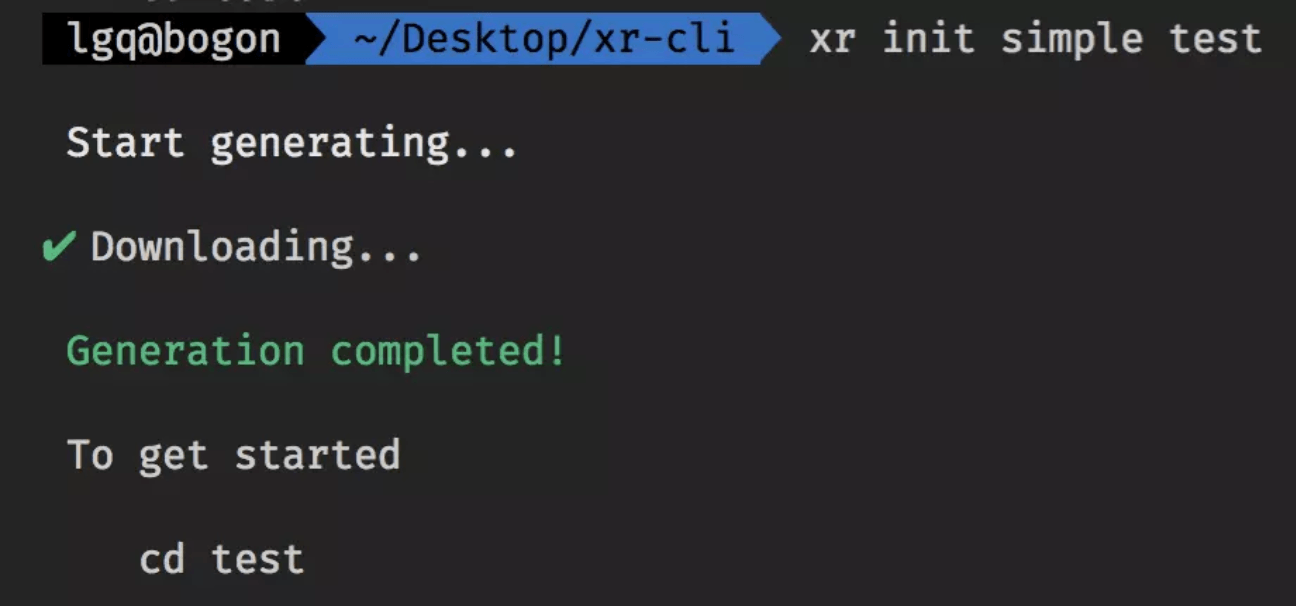 lgq@bogon ~/Desktop/xr-cli xr init simple test
Start generating...
✔ Downloading...
Generation completed!
To get started
cd test